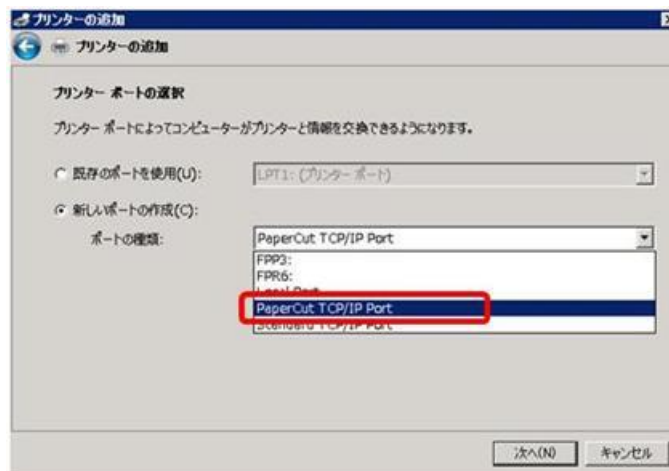 プリンターの追加
プリンターの追加
プリンター ポートの選択
プリンター ポートによってコンピューターがプリンターと情報を交換できるようになります。
既存のポートを使用(U):
LPT1: (プリンター ポート)
新しいポートの作成(C):
ポートの種類:
PaperCut TCP/IP Port
FPP3:
FPR6:
Local Port
PaperCut TCP/IP Port
Standard TCP/IP Port
次へ(N)
キャンセル